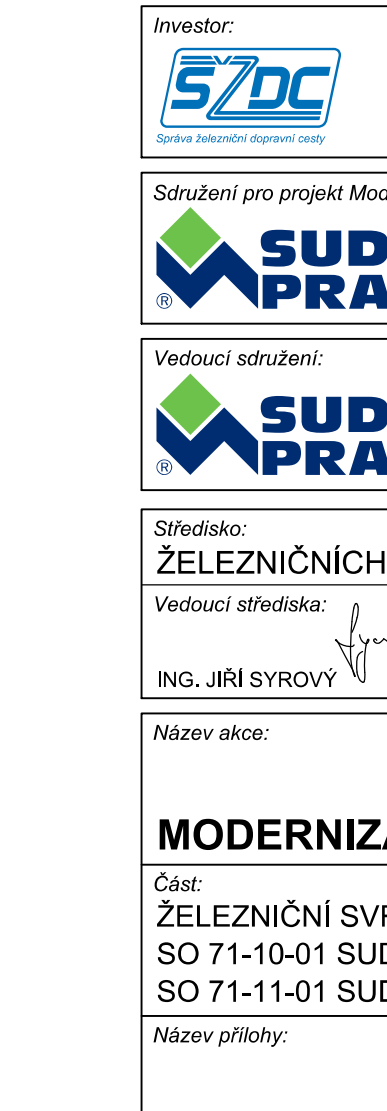 Investor:
SŽDC
Správa železniční dopravní cesty
Sdružení pro projekt Mod
SUD
PRA
®
Vedoucí sdružení:
SUD
PRA
®
Středisko:
ŽELEZNIČNÍCH
Vedoucí střediska:
ING. JIŘÍ SYROVÝ
Název akce:
MODERNIZA
Část:
ŽELEZNIČNÍ SVR
SO 71-10-01 SUD
SO 71-11-01 SUD
Název přílohy: